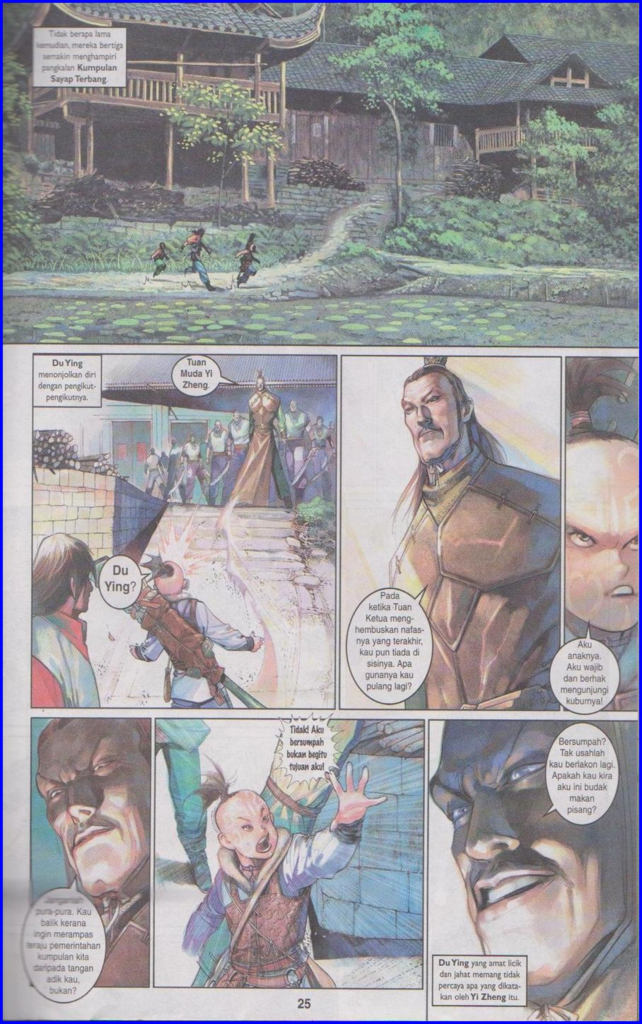 Tidak berapa lama
kemudian, mereka bertiga
semakin menghampiri
pangkalan Kumpulan
Sayap Terbang.
Du Ying
menonjolkan diri
dengan pengikut-
pengikutnya.
Tuan
Muda Yi
Zheng.
Du
Ying?
Pada
ketika Tuan
Ketua meng-
hembuskan nafas-
nya yang terakhir,
kau pun tiada di
sisinya. Apa
gunanya kau
pulang lagi?
Aku
anaknya.
Aku wajib
dan berhak
mengunjungi
kuburnya!
Janganlah
pura-pura. Kau
balik kerana
ingin merampas
teraju pemerintahan
kumpulan kita
daripada tangan
adik kau,
bukan?
Tidak! Aku
bersumpah
bukan begitu
tujuan aku!
Bersumpah?
Tak usahlah
kau berlakon lagi.
Apakah kau kira
aku ini budak
makan
pisang?
Du Ying yang amat licik
dan jahat memang tidak
percaya apa yang dikata-
kan oleh Yi Zheng itu.
25